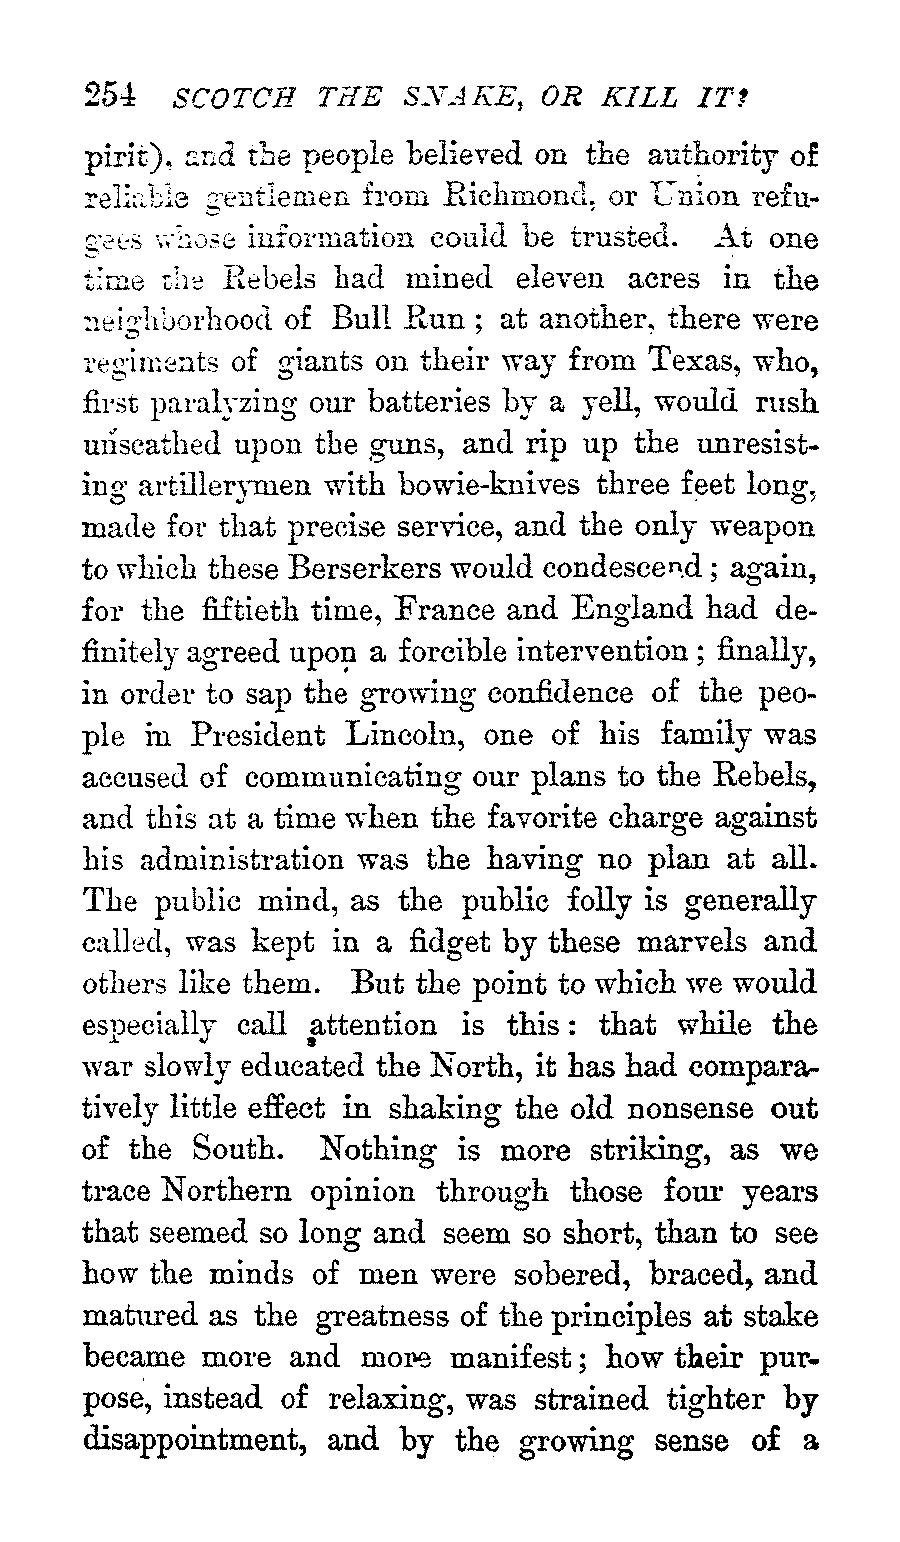 254 SCOTCH THE SNAKE, OR KILL IT?
pirit), and the people believed on the authority of
reliable gentlemen from Richmond, or Union refu-
gees whose information could be trusted. At one
time the Rebels had mined eleven acres in the
neighborhood of Bull Run; at another, there were
regiments of giants on their way from Texas, who,
first paralyzing our batteries by a yell, would rush
unscathed upon the guns, and rip up the unresist-
ing artillerymen with bowie-knives three feet long,
made for that precise service, and the only weapon
to which these Berserkers would condescend; again,
for the fiftieth time, France and England had de-
finitely agreed upon a forcible intervention; finally,
in order to sap the growing confidence of the peo-
ple in President Lincoln, one of his family was
accused of communicating our plans to the Rebels,
and this at a time when the favorite charge against
his administration was the having no plan at all.
The public mind, as the public folly is generally
called, was kept in a fidget by these marvels and
others like them. But the point to which we would
especially call attention is this: that while the
war slowly educated the North, it has had compara-
tively little effect in shaking the old nonsense out
of the South. Nothing is more striking, as we
trace Northern opinion through those four years
that seemed so long and seem so short, than to see
how the minds of men were sobered, braced, and
matured as the greatness of the principles at stake
became more and more manifest; how their pur-
pose, instead of relaxing, was strained tighter by
disappointment, and by the growing sense of a